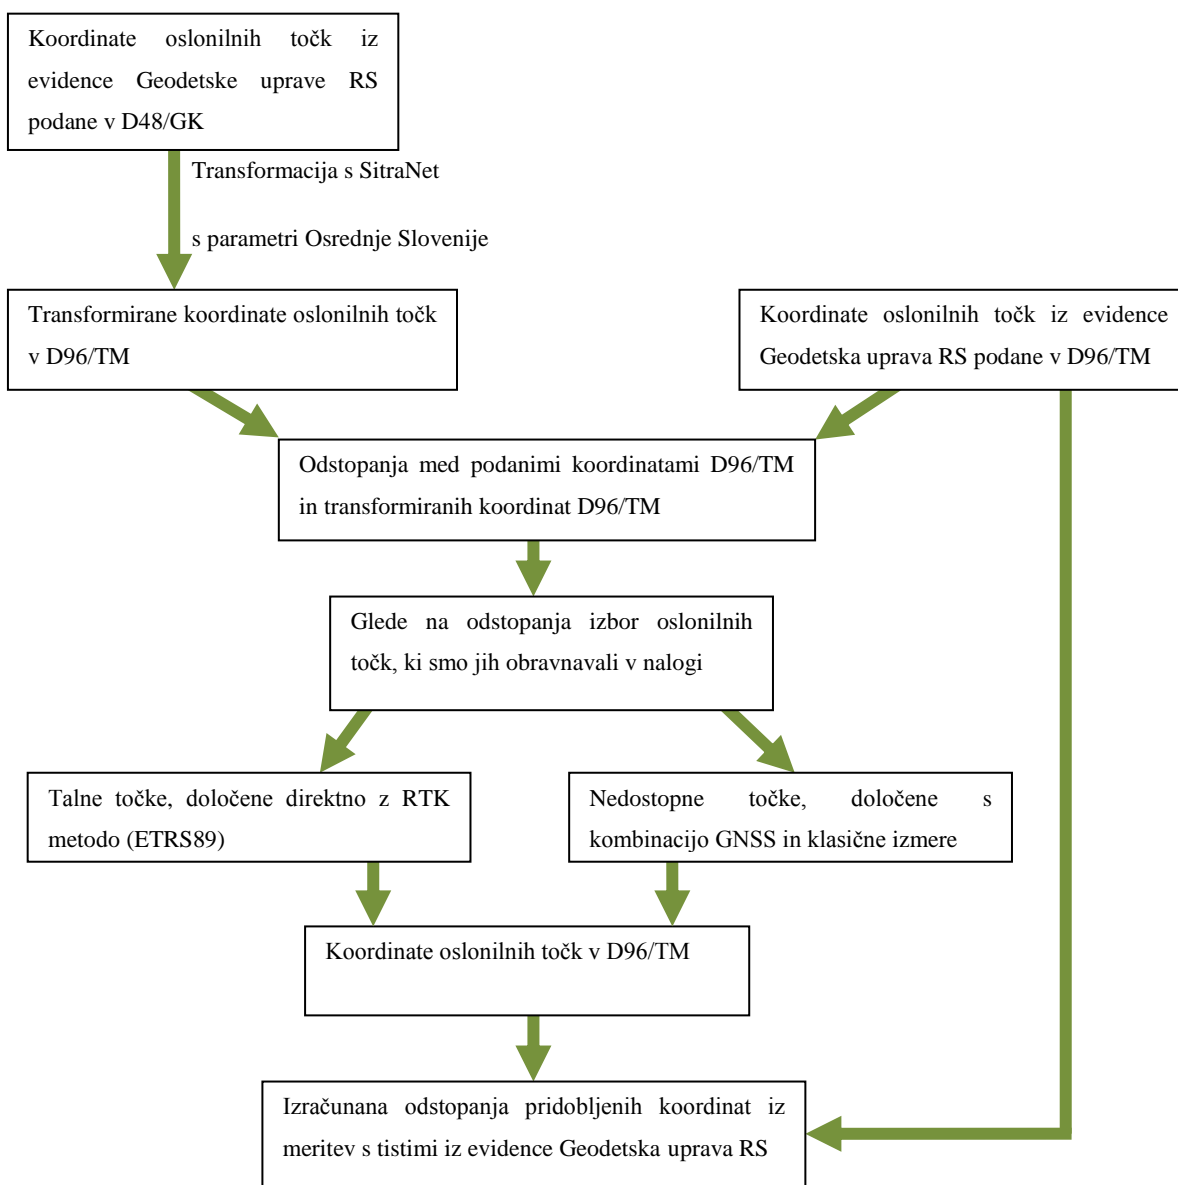 Koordinate oslonilnih točk iz
evidence Geodetske uprave RS
podane v D48/GK
Transformacija s SitraNet
s parametri Osrednje Slovenije
Transformirane koordinate oslonilnih točk
v D96/TM
Koordinate oslonilnih točk iz evidence
Geodetska uprava RS podane v D96/TM
Odstopanja med podanimi koordinatami D96/TM
in transformiranih koordinat D96/TM
Glede na odstopanja izbor oslonilnih
točk, ki smo jih obravnavali v nalogi
Talne točke, določene direktno z RTK
metodo (ETRS89)
Nedostopne točke, določene s
kombinacijo GNSS in klasične izmere
Koordinate oslonilnih točk v D96/TM
Izračunana odstopanja pridobljenih koordinat iz
meritev s tistimi iz evidence Geodetska uprava RS